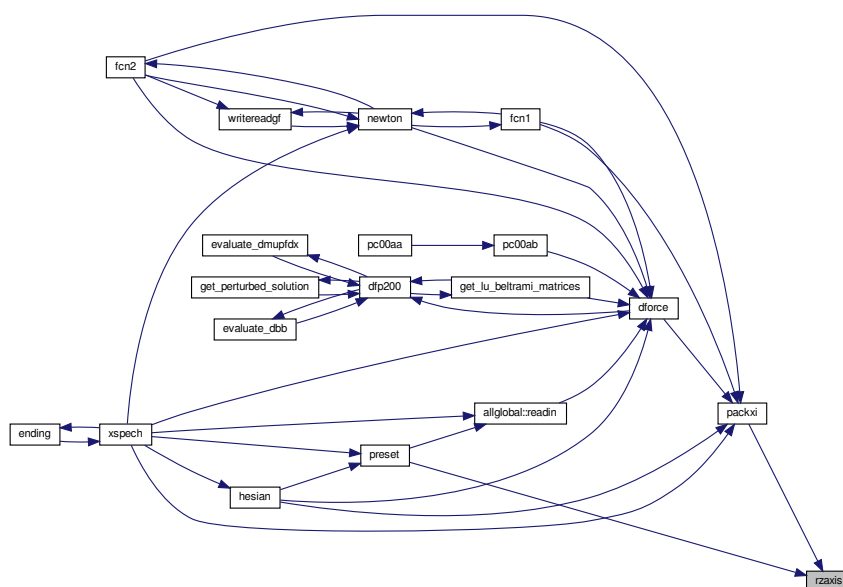 fcn2
writereadgf
newton
fcn1
evaluate_dmupfdx
pc00aa
pc00ab
get_perturbed_solution
dfp200
get_lu_beltrami_matrices
dforce
evaluate_dbb
allglobal::readin
packxi
ending
xspech
preset
hesian
rzaxis